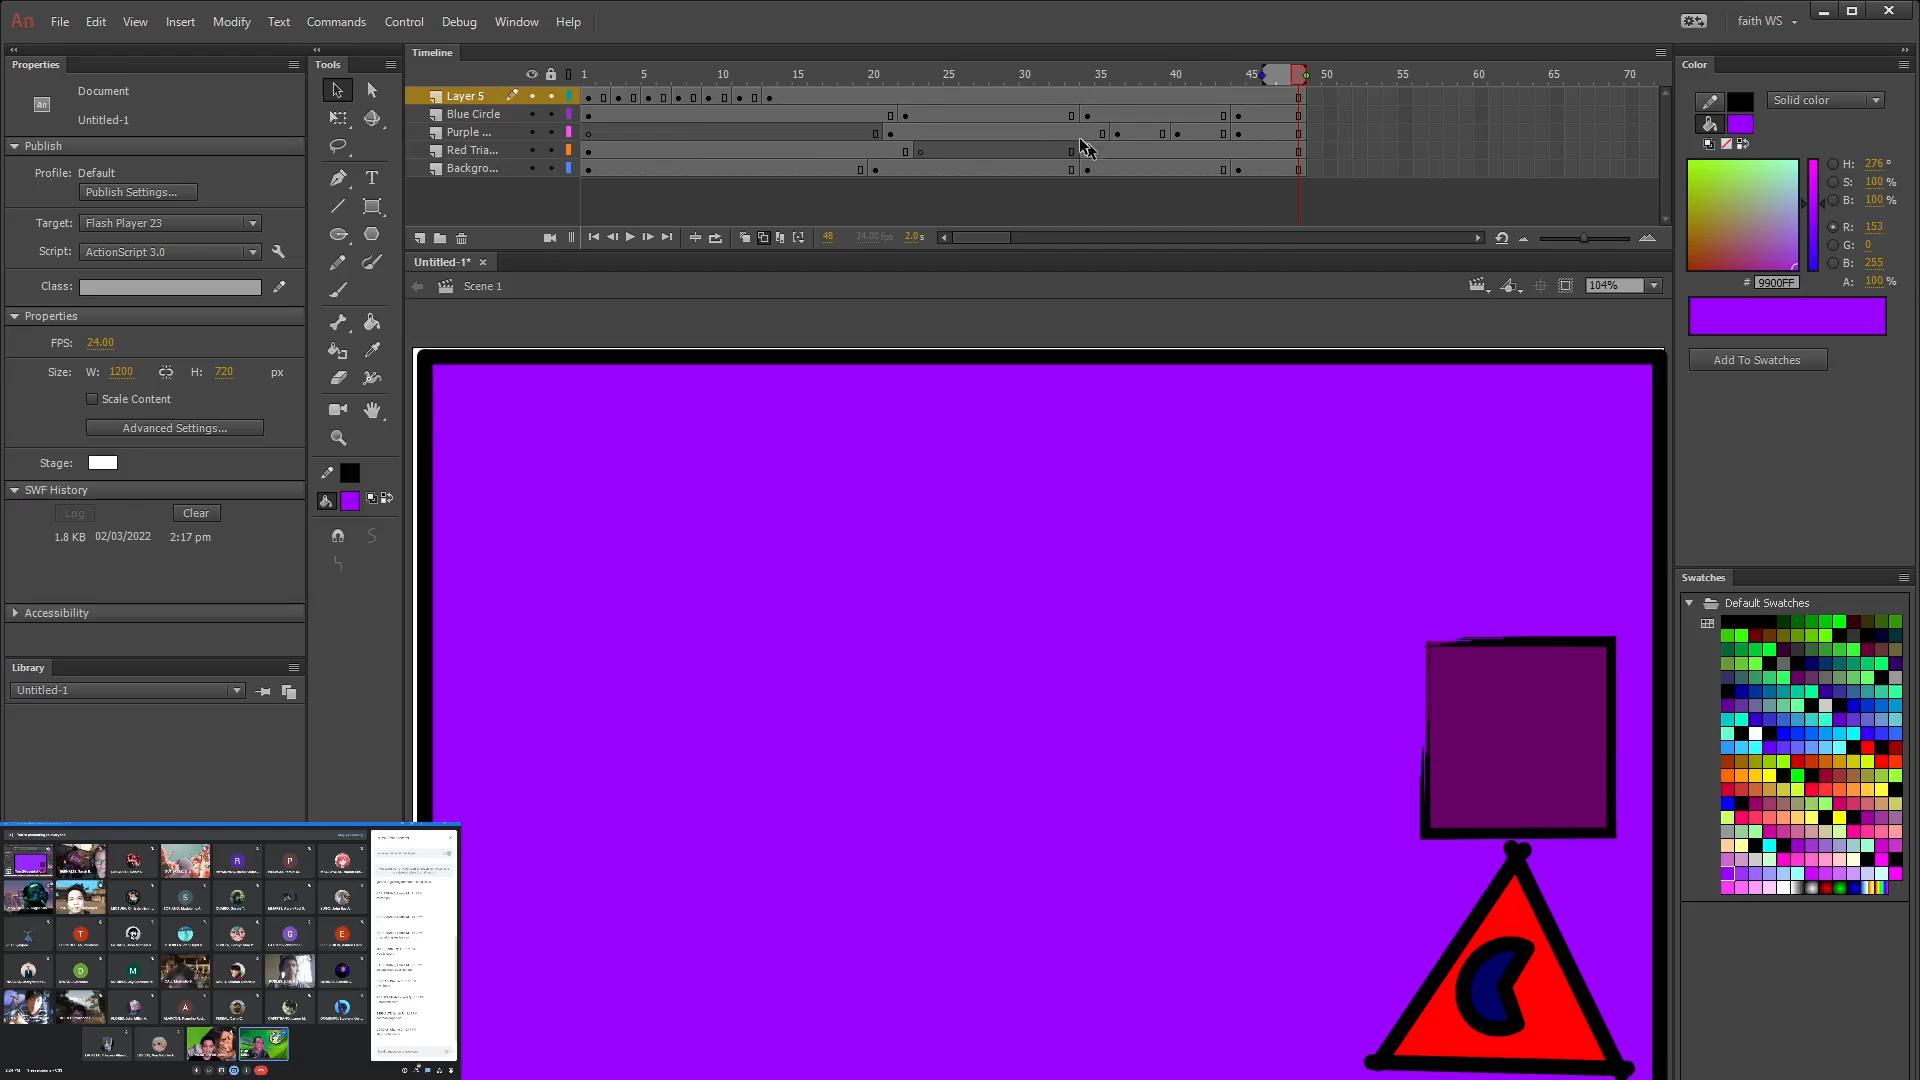 An File Edit View Insert Modify Text Commands Control Debug Window Help
faith WS
Properties
Tools
Timeline
Color
Document
Untitled-1
An
Publish
Profile: Default
Publish Settings...
Target: Flash Player 23
Script: ActionScript 3.0
Class:
Properties
FPS: 24.00
Size: W: 1200 H: 720 px
Scale Content
Advanced Settings...
Stage:
SWF History
Log Clear
1.8 KB 02/03/2022 2:17 pm
Accessibility
Library
Untitled-1
1 5 10 15 20 25 30 35 40 45 50 55 60 65 70
Layer 5
Blue Circle
Purple ...
Red Tria...
Backgro...
48 24.00 fps 2.0 s
Untitled-1*
Scene 1
104%
Solid color
H: 276 °
S: 100 %
B: 100 %
R: 153
G: 0
B: 255
# 9900FF A: 100 %
Add To Swatches
Swatches
Default Swatches